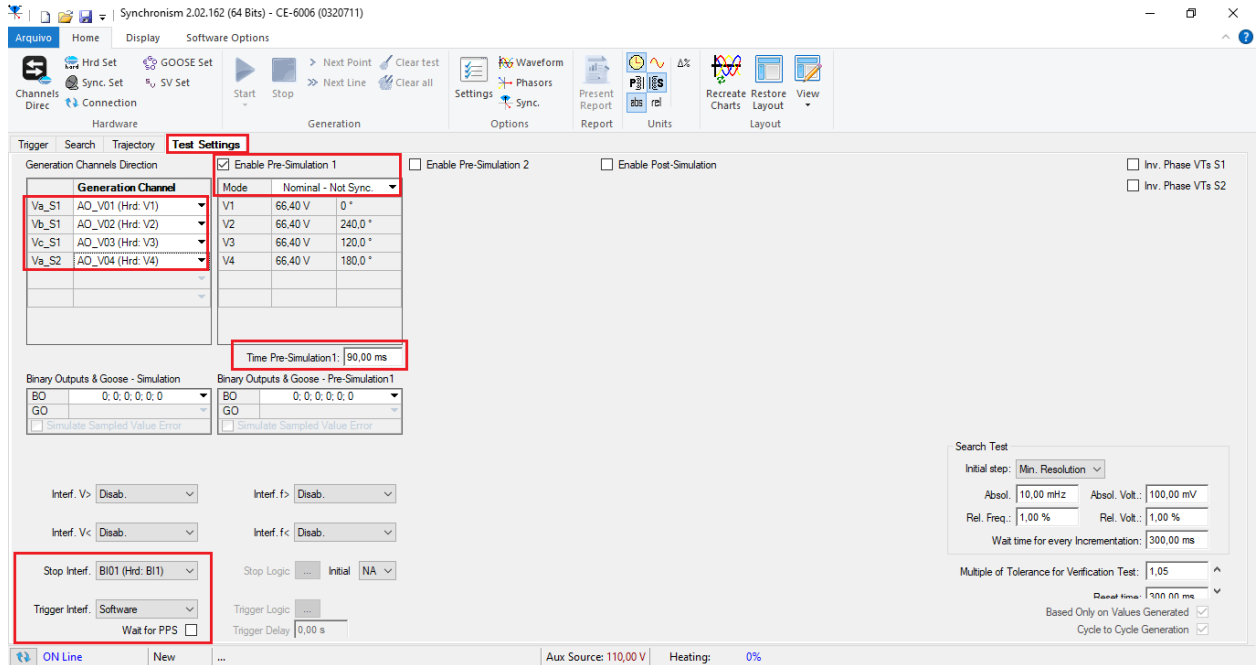 Synchronism 2.02.162 (64 Bits) - CE-6006 (0320711)
Arquivo Home Display Software Options
Channels Direc
Hrd Set
Sync. Set
Connection
GOOSE Set
SV Set
Hardware
Start
Stop
Next Point
Next Line
Clear test
Clear all
Generation
Settings
Waveform
Phasors
Sync.
Options
Present Report
Report
abs rel
Units
Recreate Charts
Restore Layout
View
Layout
Trigger Search Trajectory Test Settings
Generation Channels Direction
Generation Channel
Va_S1 AO_V01 (Hrd: V1)
Vb_S1 AO_V02 (Hrd: V2)
Vc_S1 AO_V03 (Hrd: V3)
Va_S2 AO_V04 (Hrd: V4)
Enable Pre-Simulation 1
Mode Nominal - Not Sync.
V1 66,40 V 0 °
V2 66,40 V 240,0 °
V3 66,40 V 120,0 °
V4 66,40 V 180,0 °
Time Pre-Simulation1: 90,00 ms
Enable Pre-Simulation 2
Enable Post-Simulation
Inv. Phase VTs S1
Inv. Phase VTs S2
Binary Outputs & Goose - Simulation
BO 0; 0; 0; 0; 0; 0
GO
Simulate Sampled Value Error
Binary Outputs & Goose - Pre-Simulation1
BO 0; 0; 0; 0; 0; 0
GO
Simulate Sampled Value Error
Interf. V> Disab.
Interf. f> Disab.
Interf. V< Disab.
Interf. f< Disab.
Stop Interf. BI01 (Hrd: BI1)
Stop Logic ... Initial NA
Trigger Interf. Software
Trigger Logic ...
Wait for PPS
Trigger Delay 0,00 s
Search Test
Initial step: Min. Resolution
Absol. 10,00 mHz Absol. Volt.: 100,00 mV
Rel. Freq.: 1,00 % Rel. Volt.: 1,00 %
Wait time for every Incrementation: 300,00 ms
Multiple of Tolerance for Verification Test: 1,05
Reset time: 300,00 ms
Based Only on Values Generated
Cycle to Cycle Generation
ON Line New ... Aux Source: 110,00 V Heating: 0%